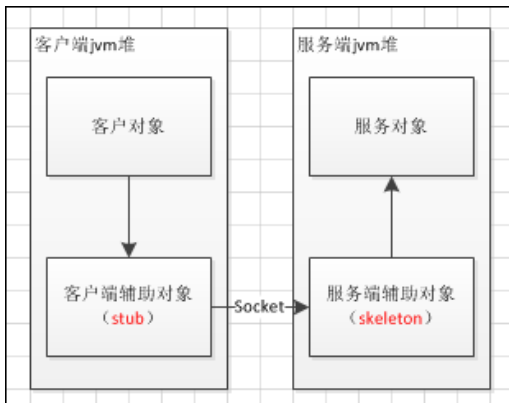 客户端jvm堆
客户对象
客户端辅助对象
（stub）
Socket
服务端jvm堆
服务对象
服务端辅助对象
（skeleton）